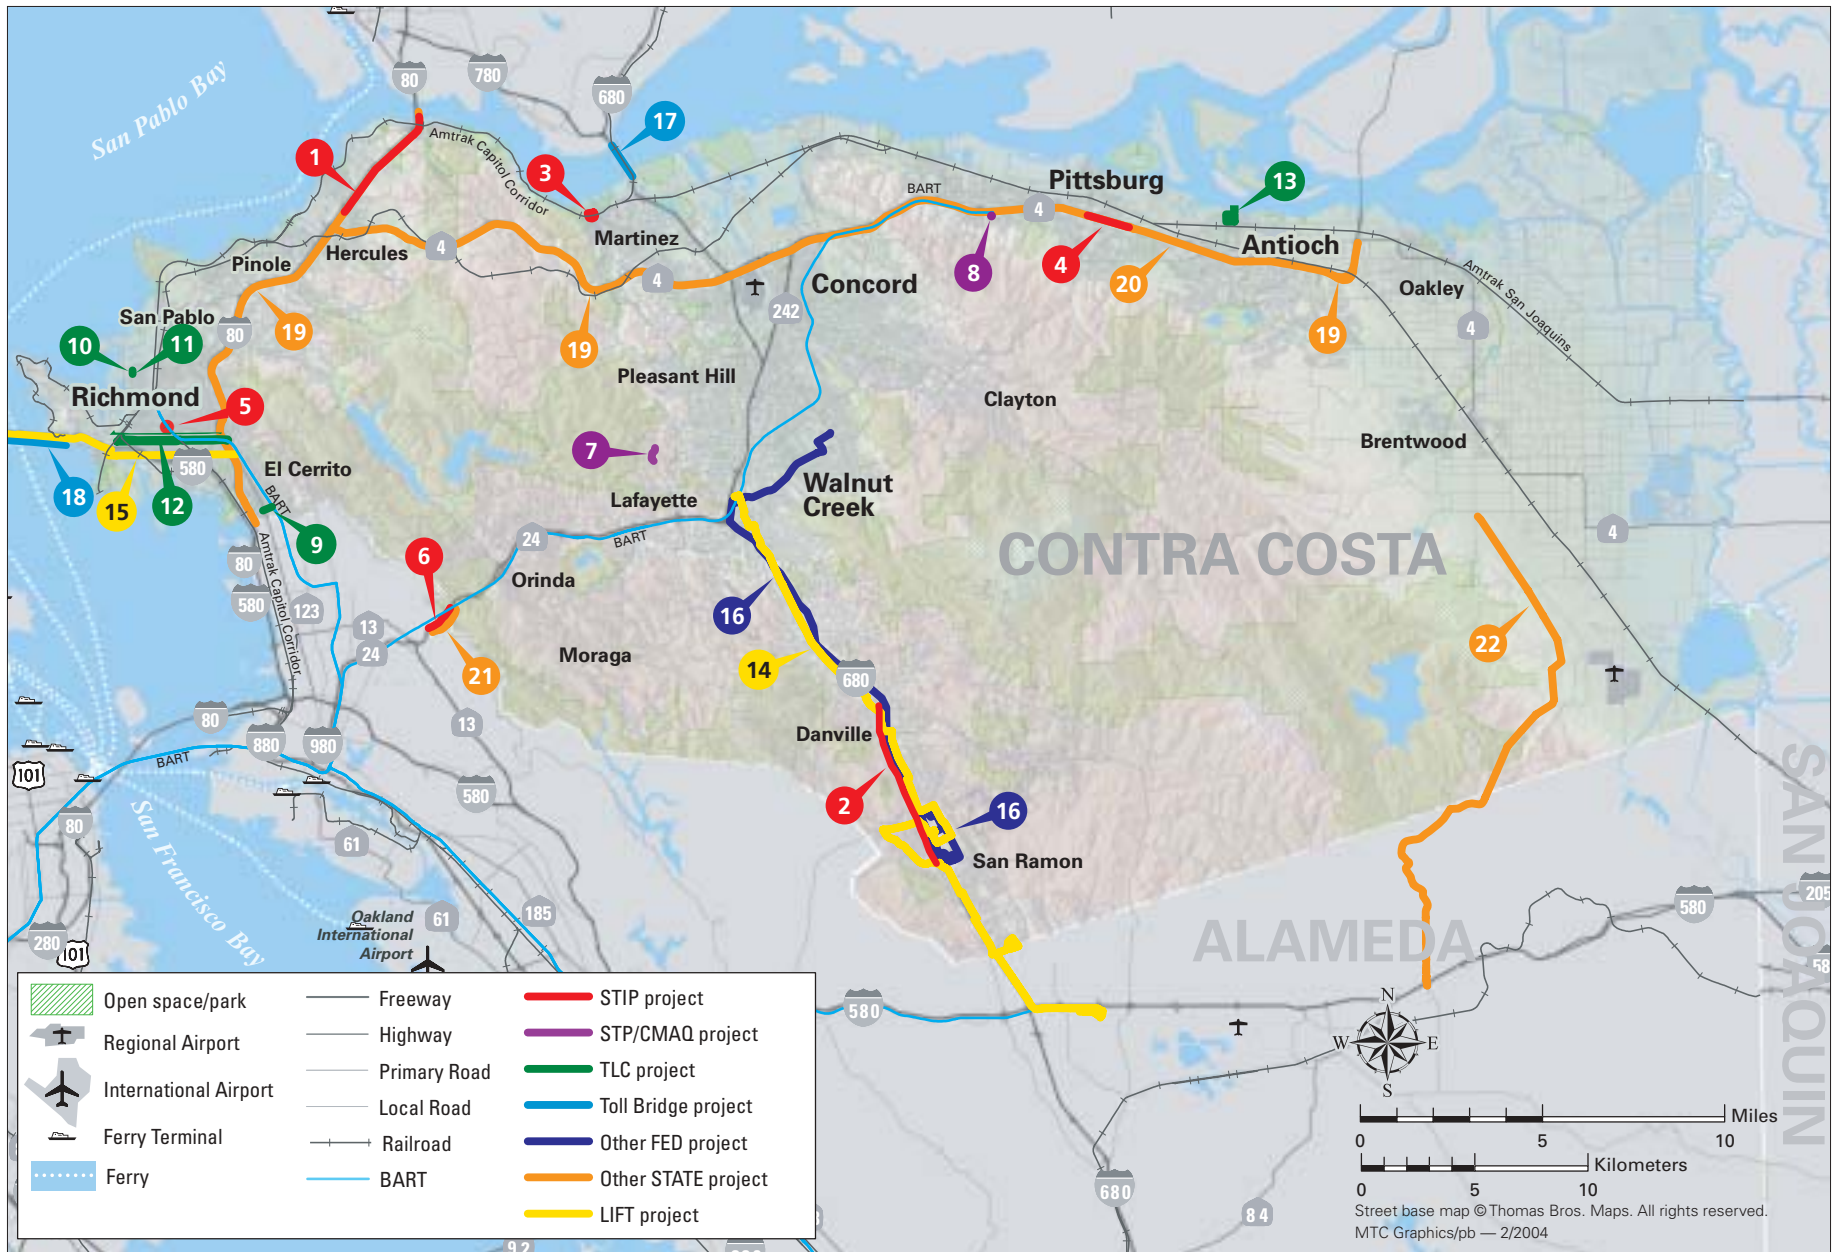 San Pablo Bay
80
780
680
17
1
3
Amtrak Capitol Corridor
Martinez
Hercules
Pinole
4
4
19
19
San Pablo
80
10
11
Richmond
5
18
15
12
580
El Cerrito
BART
9
80
580
123
Amtrak Capitol Corridor
13
24
6
21
24
Orinda
Moraga
13
BART
Lafayette
7
Pleasant Hill
242
Concord
BART
8
4
Pittsburg
4
20
13
Antioch
19
Oakley
4
Amtrak San Joaquins
Clayton
Brentwood
4
Walnut
Creek
CONTRA COSTA
16
14
680
Danville
2
16
San Ramon
22
ALAMEDA
SAN JOAQUIN
205
580
58
80
880
980
BART
101
80
580
61
San Francisco Bay
280
101
Oakland
International
Airport
61
185
580
680
84
92
Open space/park
Regional Airport
International Airport
Ferry Terminal
Ferry
Freeway
Highway
Primary Road
Local Road
Railroad
BART
STIP project
STP/CMAQ project
TLC project
Toll Bridge project
Other FED project
Other STATE project
LIFT project
N
W
E
S
Miles
0
5
10
Kilometers
0
5
10
Street base map © Thomas Bros. Maps. All rights reserved.
MTC Graphics/pb — 2/2004